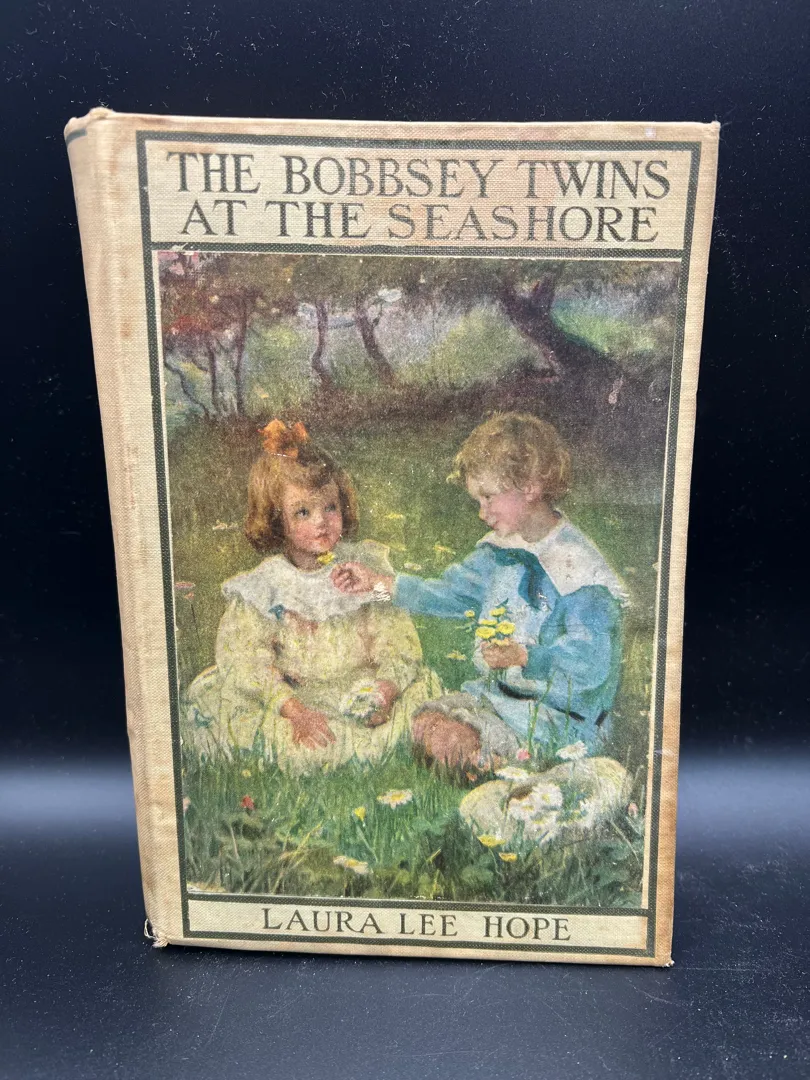 THE BOBBSEY TWINS
AT THE SEASHORE
LAURA LEE HOPE